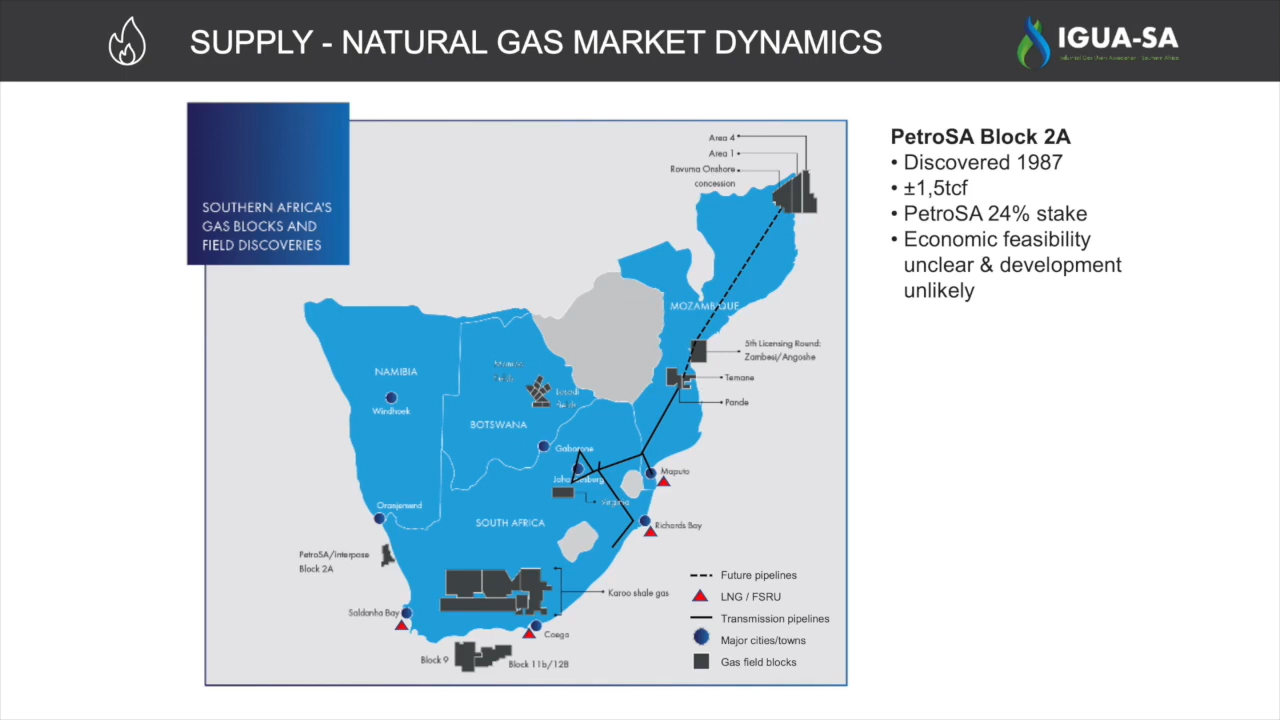 SUPPLY - NATURAL GAS MARKET DYNAMICS
IGUA-SA
SOUTHERN AFRICA'S
GAS BLOCKS AND
FIELD DISCOVERIES
Area 4
Area 1
Rovuma Onshore
concession
MOZAMBIQUE
5th Licensing Round:
Zambesi/Angoshe
Temane
Pande
NAMIBIA
Windhoek
BOTSWANA
Gaborone
Johannesburg
Maputo
Virginia
Oranjemund
SOUTH AFRICA
Richards Bay
PetroSA/Interpose
Block 2A
Karoo shale gas
Saldanha Bay
Coega
Block 9
Block 11b/12B
Future pipelines
LNG / FSRU
Transmission pipelines
Major cities/towns
Gas field blocks
PetroSA Block 2A
• Discovered 1987
• ±1,5tcf
• PetroSA 24% stake
• Economic feasibility
unclear & development
unlikely